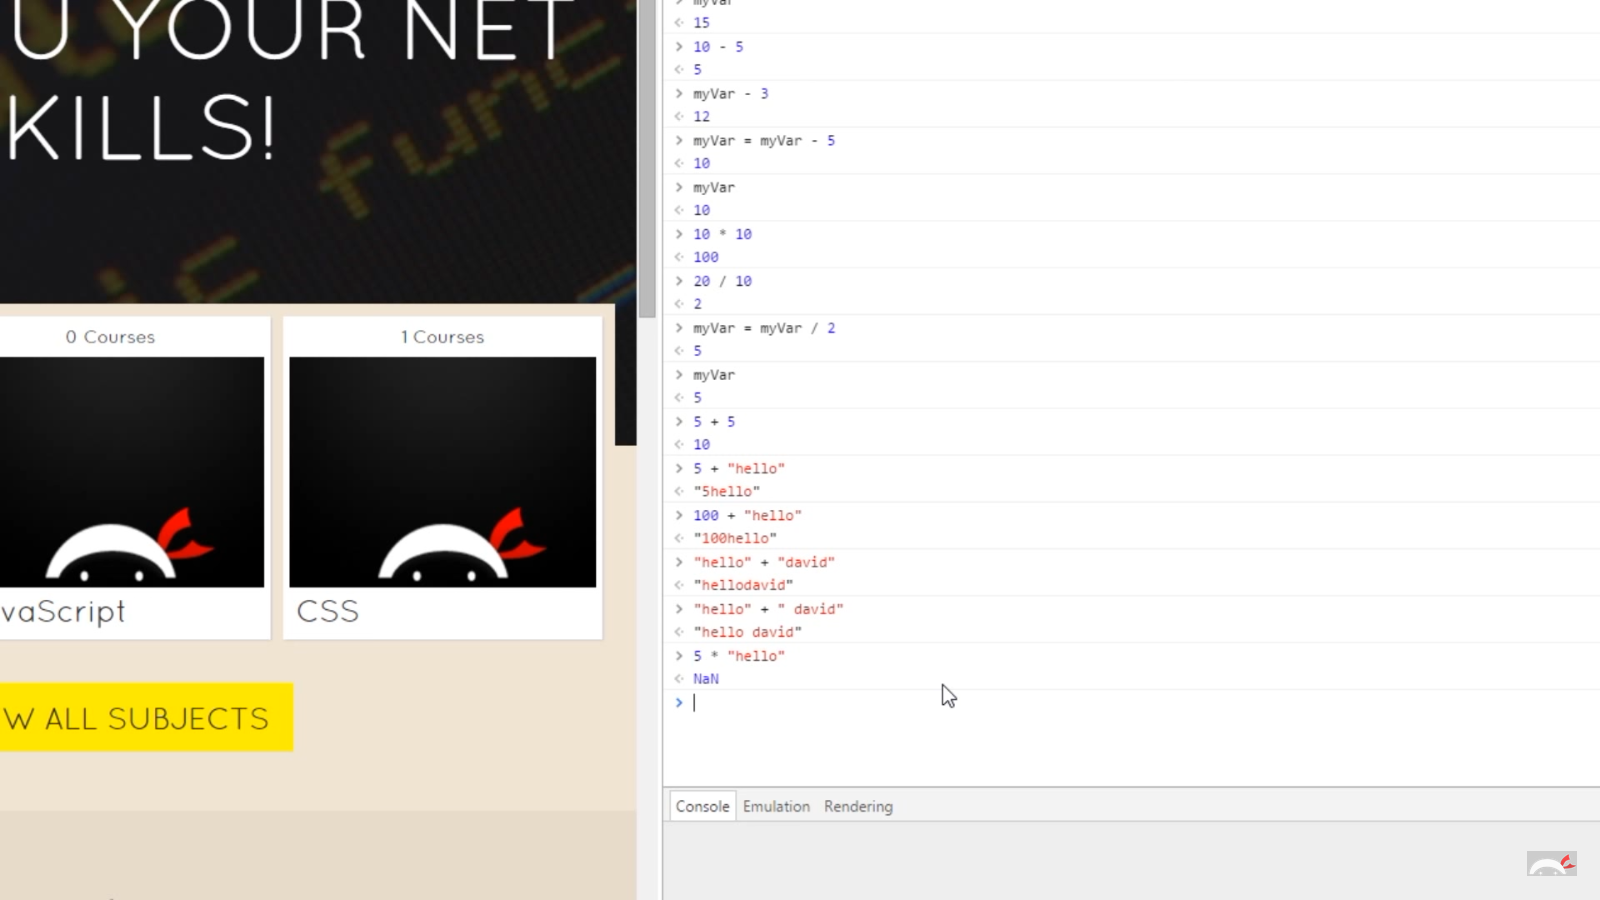 U YOUR NET
KILLS!
func
0 Courses
1 Courses
vaScript
CSS
W ALL SUBJECTS
myVar
15
10 - 5
5
myVar - 3
12
myVar = myVar - 5
10
myVar
10
10 * 10
100
20 / 10
2
myVar = myVar / 2
5
myVar
5
5 + 5
10
5 + "hello"
"5hello"
100 + "hello"
"100hello"
"hello" + "david"
"hellodavid"
"hello" + " david"
"hello david"
5 * "hello"
NaN
Console Emulation Rendering